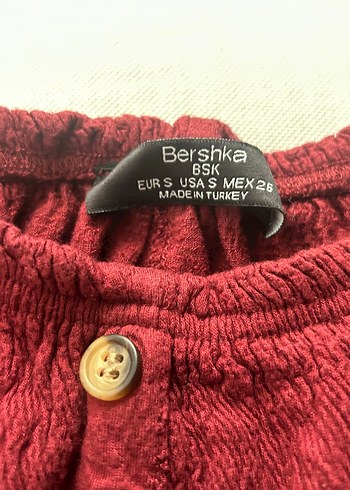 Bershka
BSK
EUR S USA S MEX 26
MADE IN TURKEY